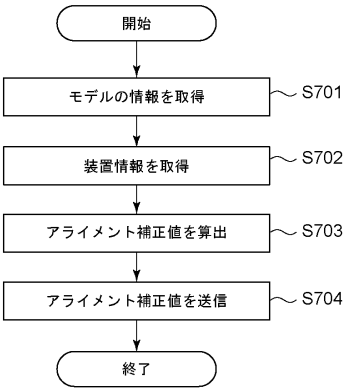 開始
モデルの情報を取得
S701
装置情報を取得
S702
アライメント補正値を算出
S703
アライメント補正値を送信
S704
終了